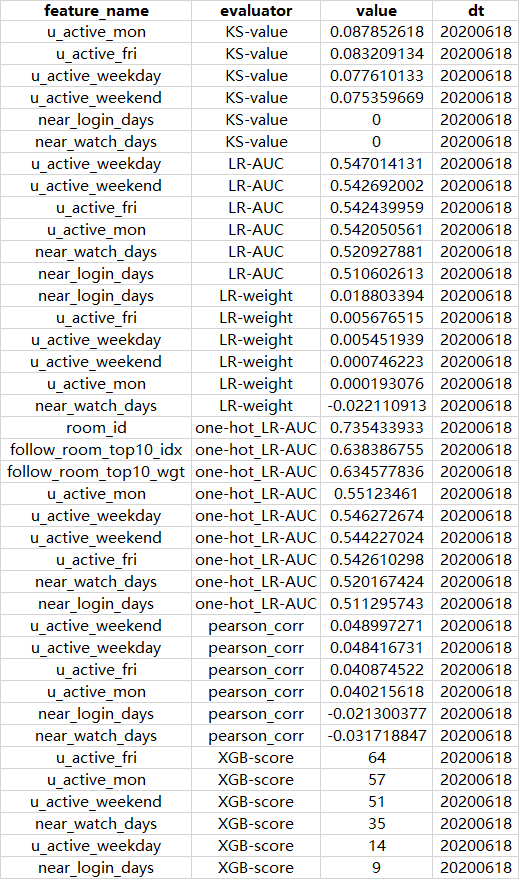 feature_name evaluator value dt
u_active_mon KS-value 0.087852618 20200618
u_active_fri KS-value 0.083209134 20200618
u_active_weekday KS-value 0.077610133 20200618
u_active_weekend KS-value 0.075359669 20200618
near_login_days KS-value 0 20200618
near_watch_days KS-value 0 20200618
u_active_weekday LR-AUC 0.547014131 20200618
u_active_weekend LR-AUC 0.542692002 20200618
u_active_fri LR-AUC 0.542439959 20200618
u_active_mon LR-AUC 0.542050561 20200618
near_watch_days LR-AUC 0.520927881 20200618
near_login_days LR-AUC 0.510602613 20200618
near_login_days LR-weight 0.018803394 20200618
u_active_fri LR-weight 0.005676515 20200618
u_active_weekday LR-weight 0.005451939 20200618
u_active_weekend LR-weight 0.000746223 20200618
u_active_mon LR-weight 0.000193076 20200618
near_watch_days LR-weight -0.022110913 20200618
room_id one-hot_LR-AUC 0.735433933 20200618
follow_room_top10_idx one-hot_LR-AUC 0.638386755 20200618
follow_room_top10_wgt one-hot_LR-AUC 0.634577836 20200618
u_active_mon one-hot_LR-AUC 0.55123461 20200618
u_active_weekday one-hot_LR-AUC 0.546272674 20200618
u_active_weekend one-hot_LR-AUC 0.544227024 20200618
u_active_fri one-hot_LR-AUC 0.542610298 20200618
near_watch_days one-hot_LR-AUC 0.520167424 20200618
near_login_days one-hot_LR-AUC 0.511295743 20200618
u_active_weekend pearson_corr 0.048997271 20200618
u_active_weekday pearson_corr 0.048416731 20200618
u_active_fri pearson_corr 0.040874522 20200618
u_active_mon pearson_corr 0.040215618 20200618
near_login_days pearson_corr -0.021300377 20200618
near_watch_days pearson_corr -0.031718847 20200618
u_active_fri XGB-score 64 20200618
u_active_mon XGB-score 57 20200618
u_active_weekend XGB-score 51 20200618
near_watch_days XGB-score 35 20200618
u_active_weekday XGB-score 14 20200618
near_login_days XGB-score 9 20200618